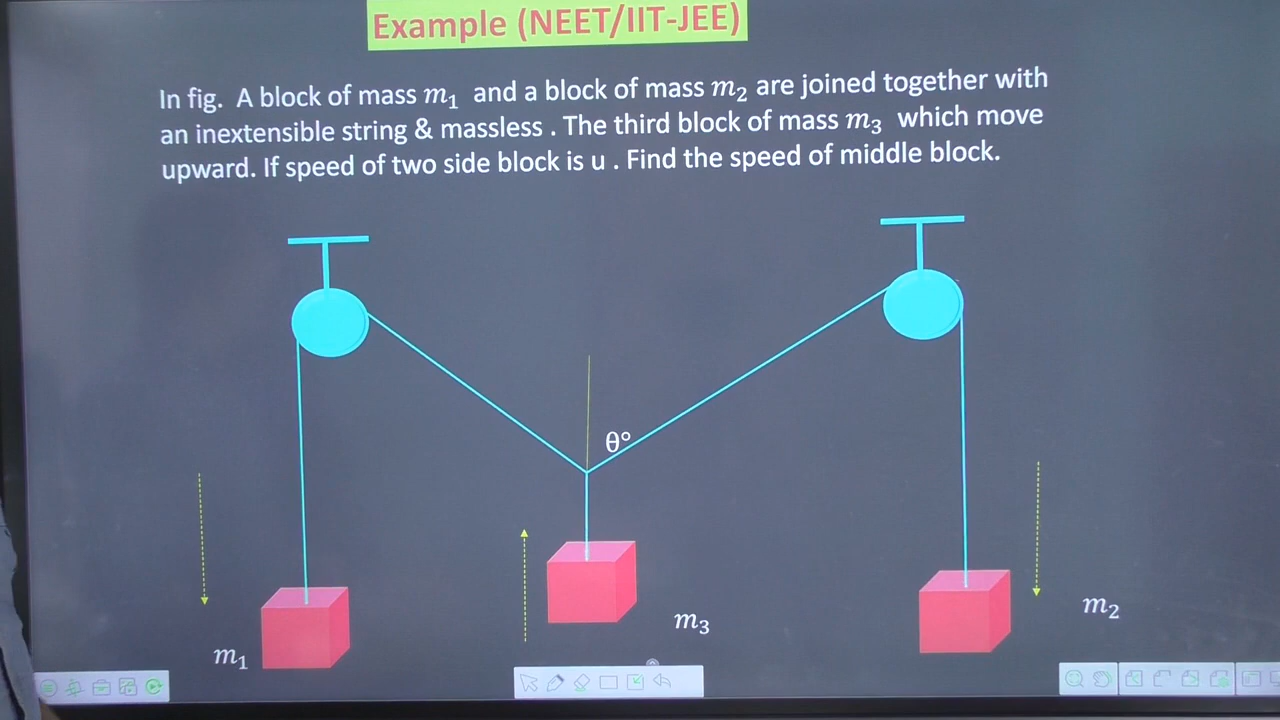 Example (NEET/IIT-JEE)
In fig. A block of mass m₁ and a block of mass m₂ are joined together with
an inextensible string & massless . The third block of mass m₃ which move
upward. If speed of two side block is u . Find the speed of middle block.
θ°
m₁
m₃
m₂